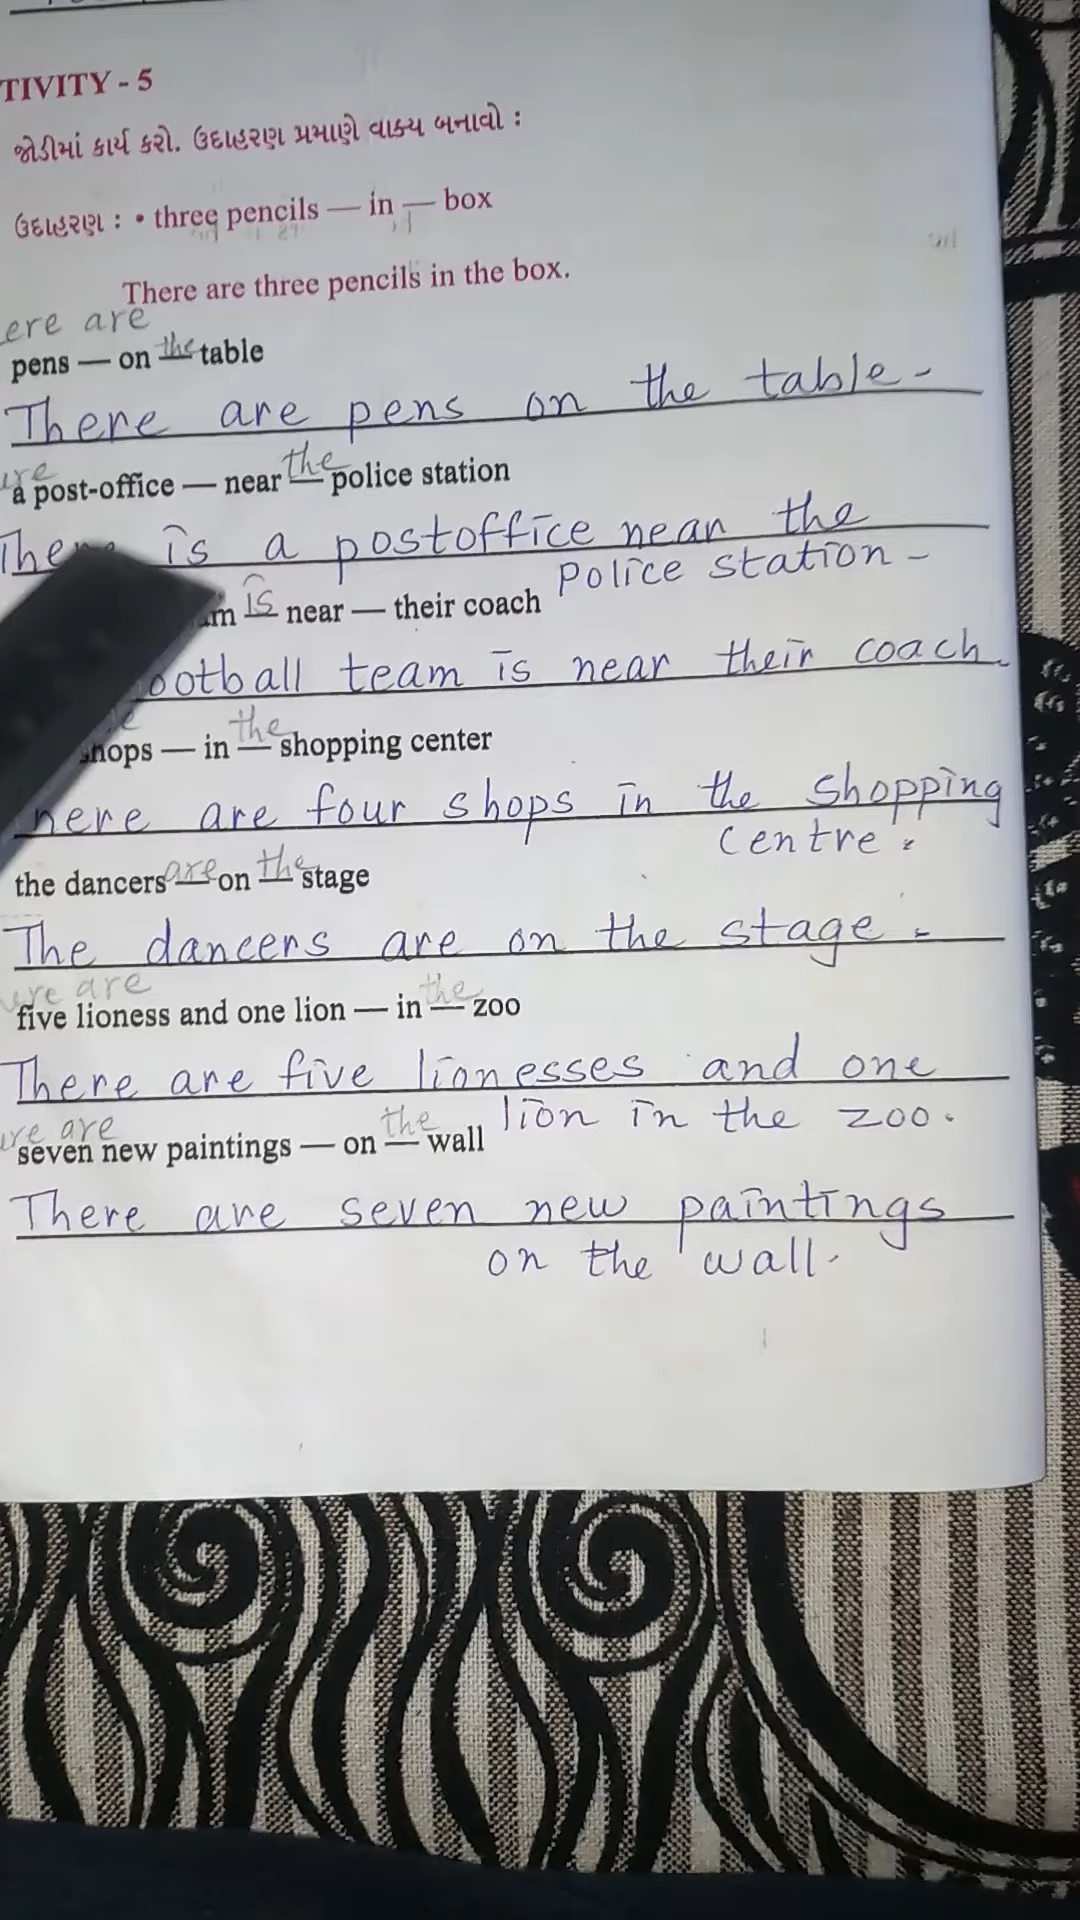 TIVITY - 5
જોડીમાં કાર્ય કરો. ઉદાહરણ પ્રમાણે વાક્ય બનાવો :
ઉદાહરણ : • three pencils — in — box
There are three pencils in the box.
ere are
pens — on the table
There are pens on the table.
ere
a post-office — near the police station
is a postoffice near the
Police station.
am is near — their coach
ootball team is near their coach.
shops — in the shopping center
here are four shops in the shopping
centre.
the dancers are on the stage
The dancers are on the stage.
ere are
five lioness and one lion — in the zoo
There are five lionesses and one
lion in the zoo.
ere are
seven new paintings — on the wall
There are seven new paintings
on the wall.